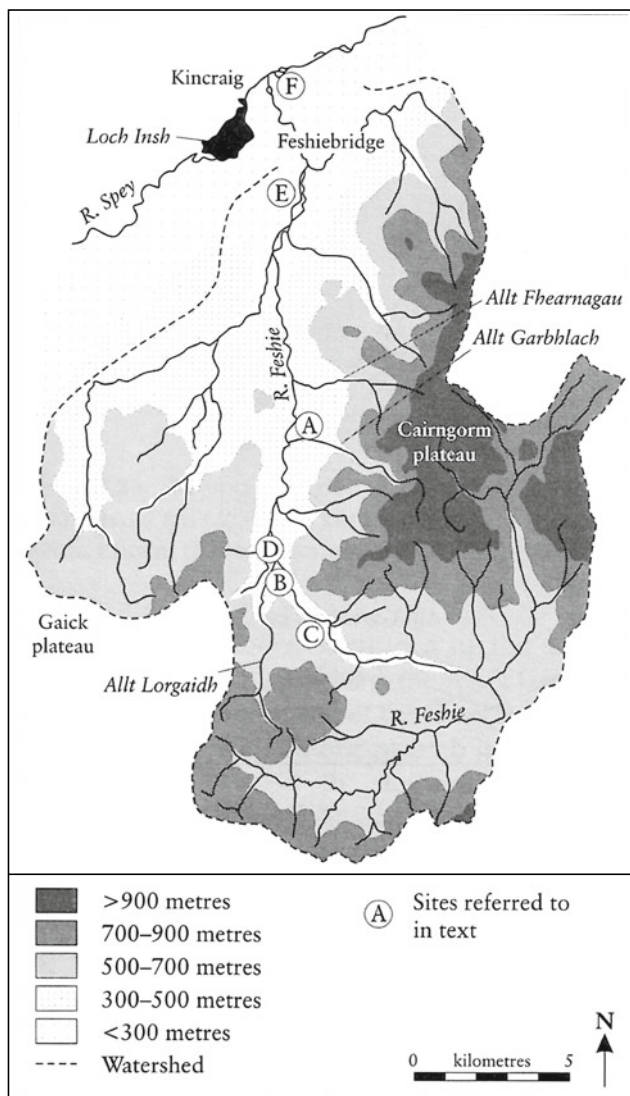 F
Kincraig
Loch Insh
Feshiebridge
R. Spey
E
Allt Fhearnagau
Allt Garbhlach
R. Feshie
A
Cairngorm
plateau
D
B
Gaick
plateau
C
Allt Lorgaidh
R. Feshie
>900 metres
700–900 metres
500–700 metres
300–500 metres
<300 metres
Watershed
A
Sites referred to
in text
N
0 kilometres 5